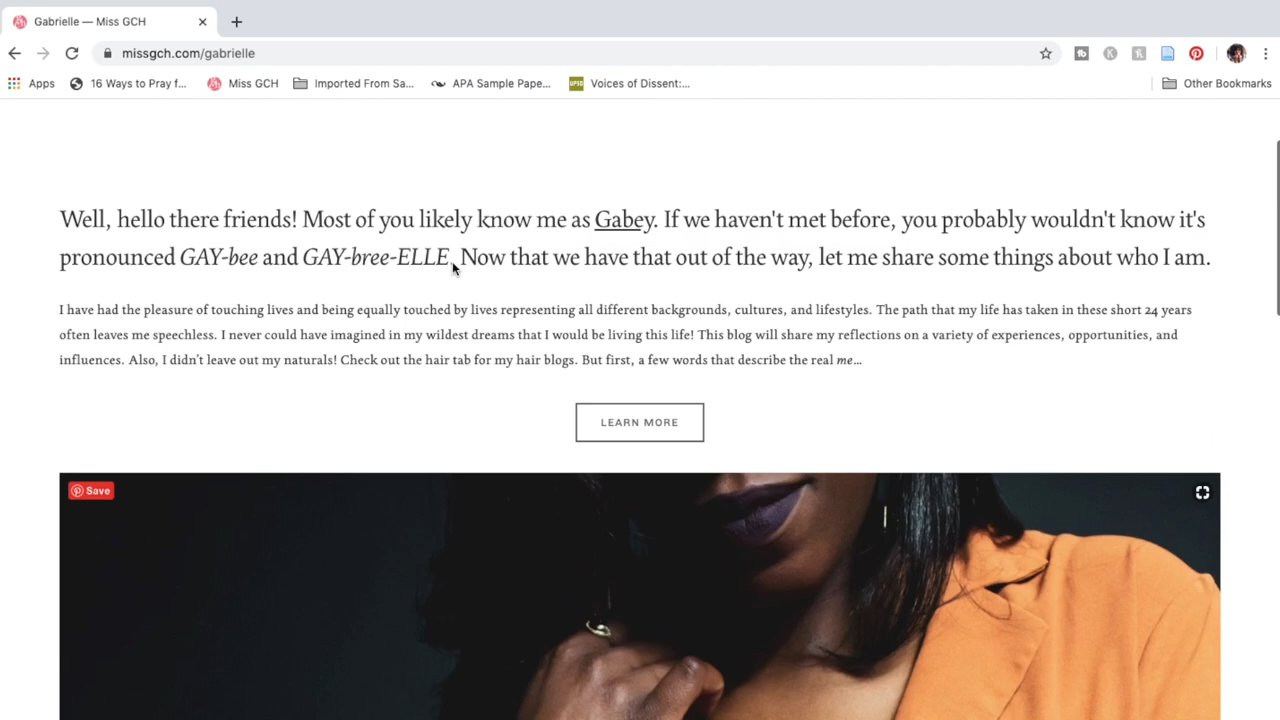 Gabrielle — Miss GCH
missgch.com/gabrielle
Apps 16 Ways to Pray f... Miss GCH Imported From Sa... APA Sample Pape... Voices of Dissent:... Other Bookmarks
Well, hello there friends! Most of you likely know me as Gabey. If we haven't met before, you probably wouldn't know it's
pronounced GAY-bee and GAY-bree-ELLE. Now that we have that out of the way, let me share some things about who I am.
I have had the pleasure of touching lives and being equally touched by lives representing all different backgrounds, cultures, and lifestyles. The path that my life has taken in these short 24 years
often leaves me speechless. I never could have imagined in my wildest dreams that I would be living this life! This blog will share my reflections on a variety of experiences, opportunities, and
influences. Also, I didn’t leave out my naturals! Check out the hair tab for my hair blogs. But first, a few words that describe the real me...
LEARN MORE
Save